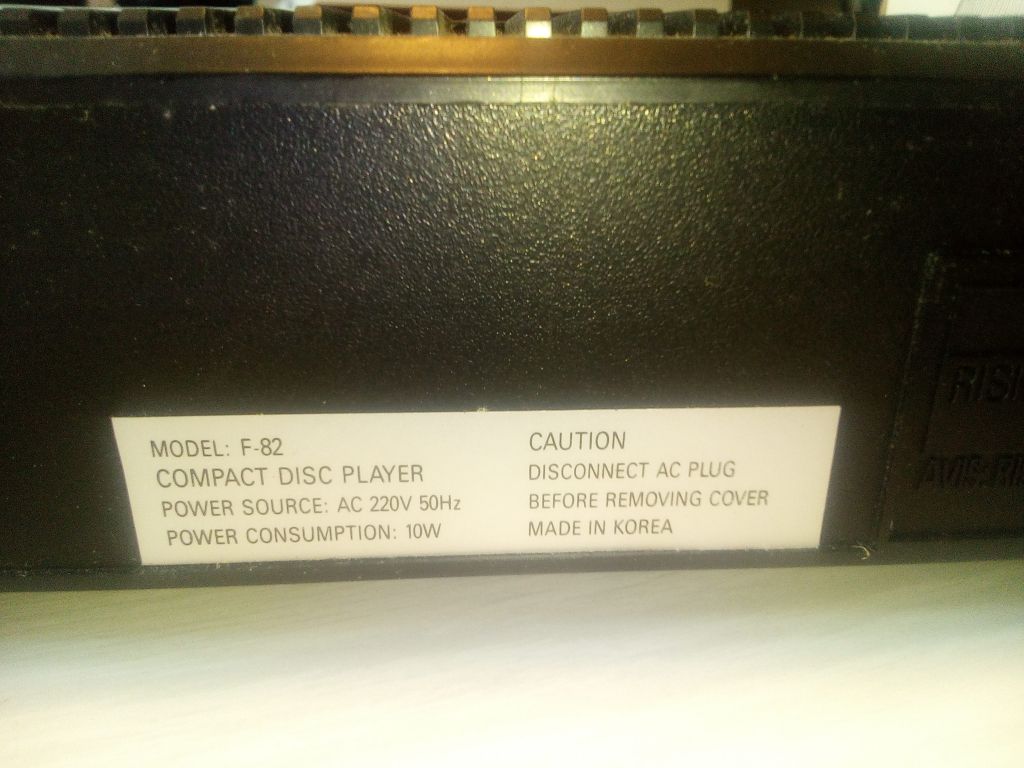 MODEL: F-82
COMPACT DISC PLAYER
POWER SOURCE: AC 220V 50Hz
POWER CONSUMPTION: 10W
CAUTION
DISCONNECT AC PLUG
BEFORE REMOVING COVER
MADE IN KOREA
AVIS: